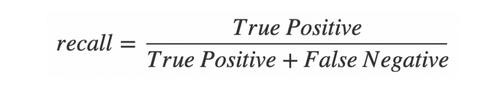 recall = True Positive / True Positive + False Negative